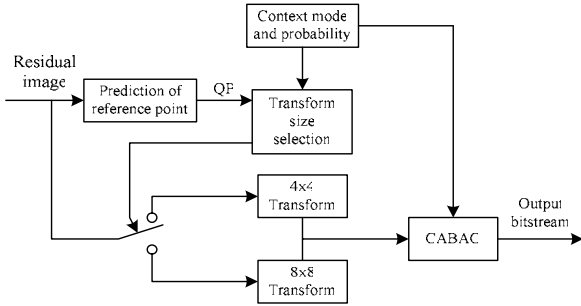 Context mode
and probability
Residual
image
Prediction of
reference point
QP
Transform
size
selection
4x4
Transform
Output
bitstream
CABAC
8x8
Transform